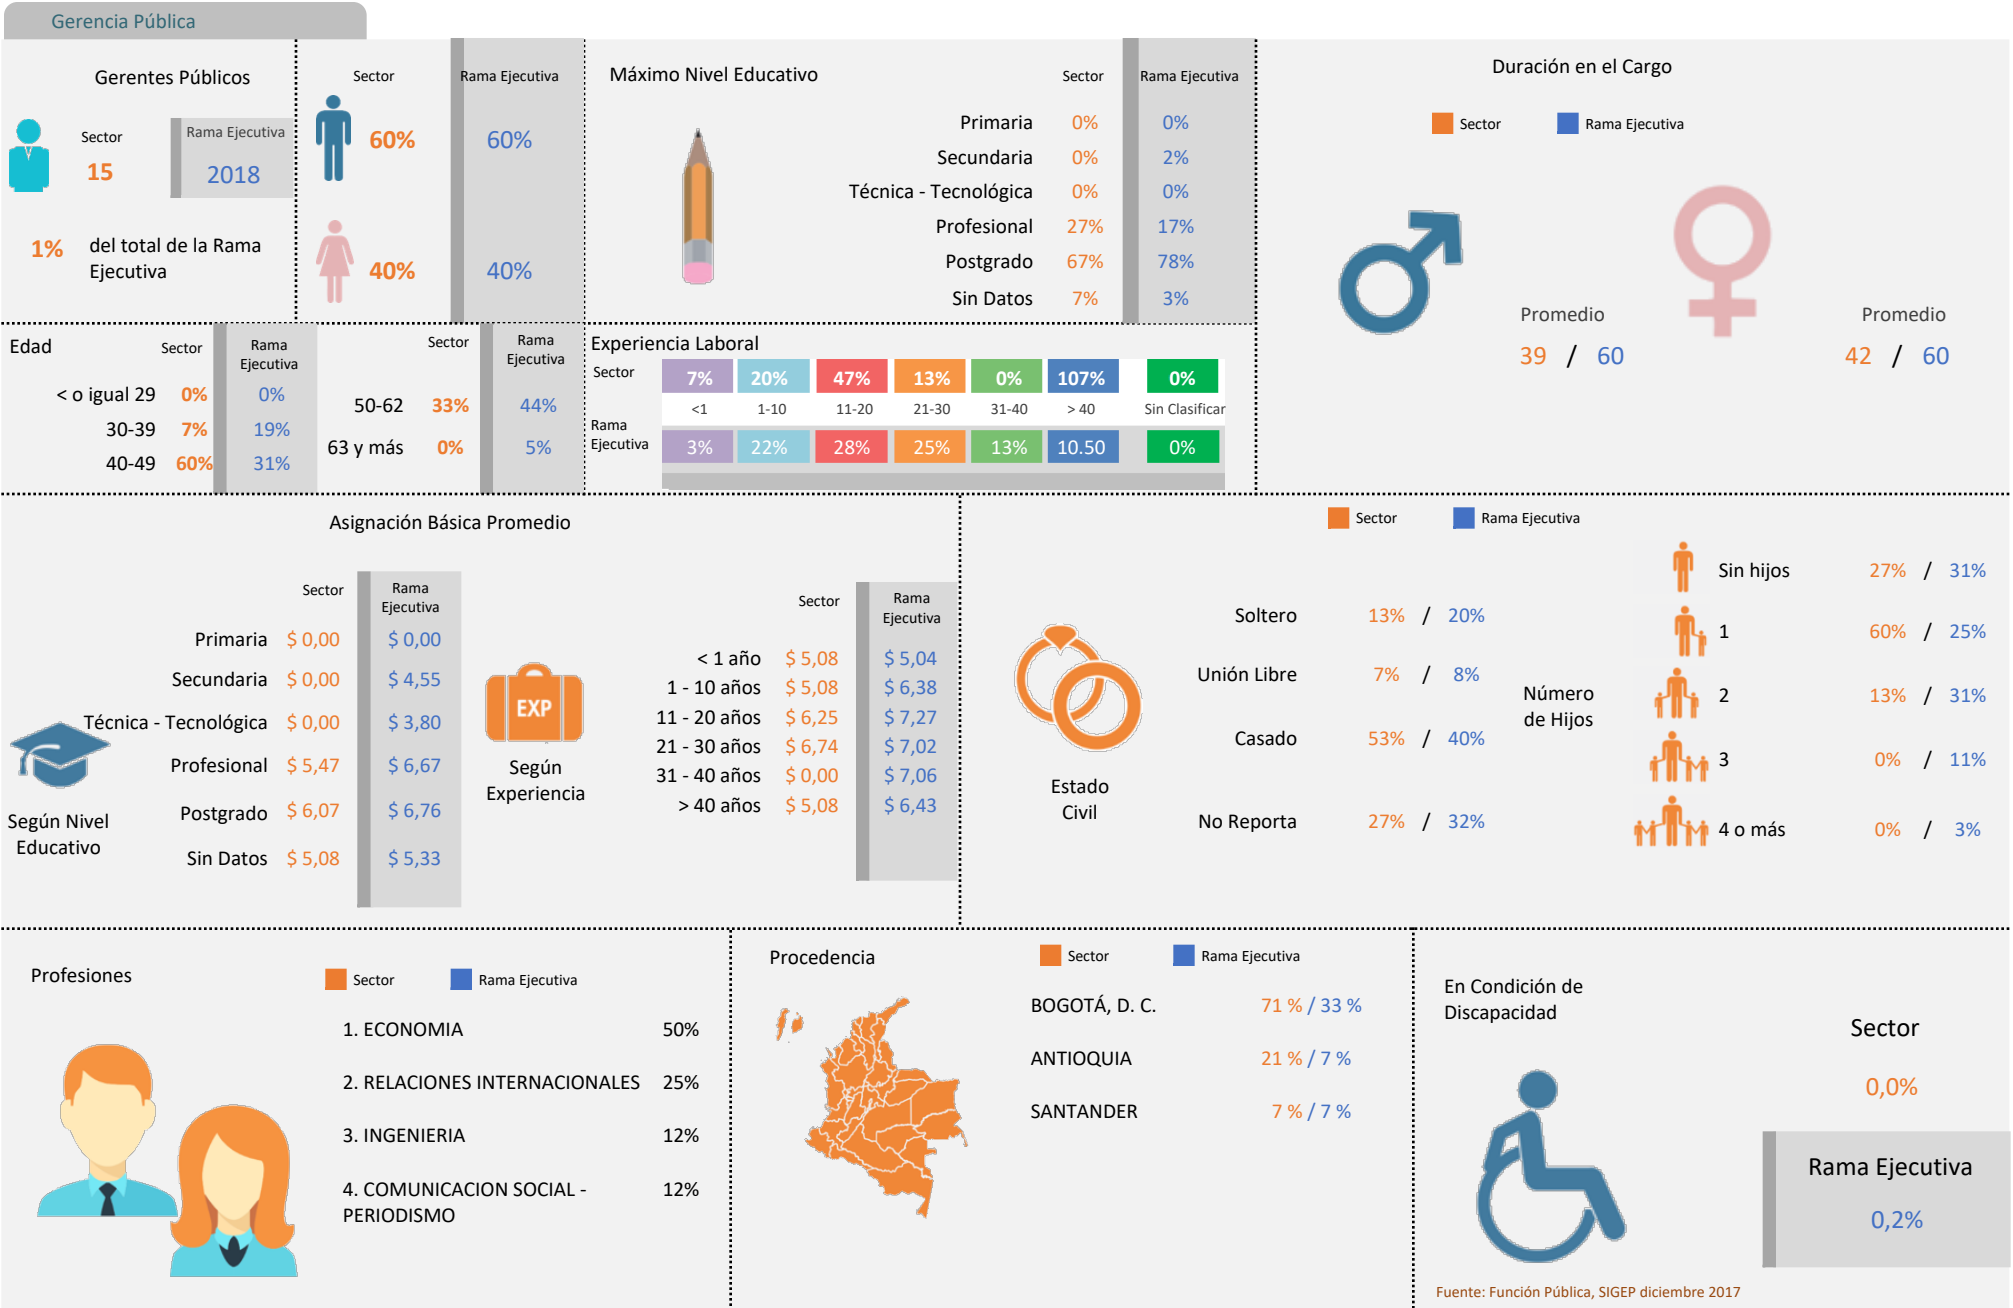 Gerencia Pública
Gerentes Públicos
Sector
Rama Ejecutiva
15
2018
1%
del total de la Rama
Ejecutiva
Sector
Rama Ejecutiva
60%
60%
40%
40%
Máximo Nivel Educativo
Sector
Rama Ejecutiva
Primaria 0% 0%
Secundaria 0% 2%
Técnica - Tecnológica 0% 0%
Profesional 27% 17%
Postgrado 67% 78%
Sin Datos 7% 3%
Duración en el Cargo
Sector
Rama Ejecutiva
Promedio
39 / 60
Promedio
42 / 60
Edad
Sector
Rama
Ejecutiva
< o igual 29 0% 0%
30-39 7% 19%
40-49 60% 31%
Sector
Rama
Ejecutiva
50-62 33% 44%
63 y más 0% 5%
Experiencia Laboral
Sector
7% 20% 47% 13% 0% 107% 0%
<1 1-10 11-20 21-30 31-40 > 40 Sin Clasificar
Rama
Ejecutiva
3% 22% 28% 25% 13% 10.50 0%
Asignación Básica Promedio
Sector
Rama
Ejecutiva
Primaria $ 0,00 $ 0,00
Secundaria $ 0,00 $ 4,55
Técnica - Tecnológica $ 0,00 $ 3,80
Profesional $ 5,47 $ 6,67
Postgrado $ 6,07 $ 6,76
Sin Datos $ 5,08 $ 5,33
Según Nivel
Educativo
EXP
Según
Experiencia
Sector
Rama
Ejecutiva
< 1 año $ 5,08 $ 5,04
1 - 10 años $ 5,08 $ 6,38
11 - 20 años $ 6,25 $ 7,27
21 - 30 años $ 6,74 $ 7,02
31 - 40 años $ 0,00 $ 7,06
> 40 años $ 5,08 $ 6,43
Sector
Rama Ejecutiva
Estado
Civil
Soltero 13% / 20%
Unión Libre 7% / 8%
Casado 53% / 40%
No Reporta 27% / 32%
Número
de Hijos
Sin hijos 27% / 31%
1 60% / 25%
2 13% / 31%
3 0% / 11%
4 o más 0% / 3%
Profesiones
Sector
Rama Ejecutiva
1. ECONOMIA 50%
2. RELACIONES INTERNACIONALES 25%
3. INGENIERIA 12%
4. COMUNICACION SOCIAL - 12%
PERIODISMO
Procedencia
Sector
Rama Ejecutiva
BOGOTÁ, D. C. 71 % / 33 %
ANTIOQUIA 21 % / 7 %
SANTANDER 7 % / 7 %
En Condición de
Discapacidad
Sector
0,0%
Rama Ejecutiva
0,2%
Fuente: Función Pública, SIGEP diciembre 2017